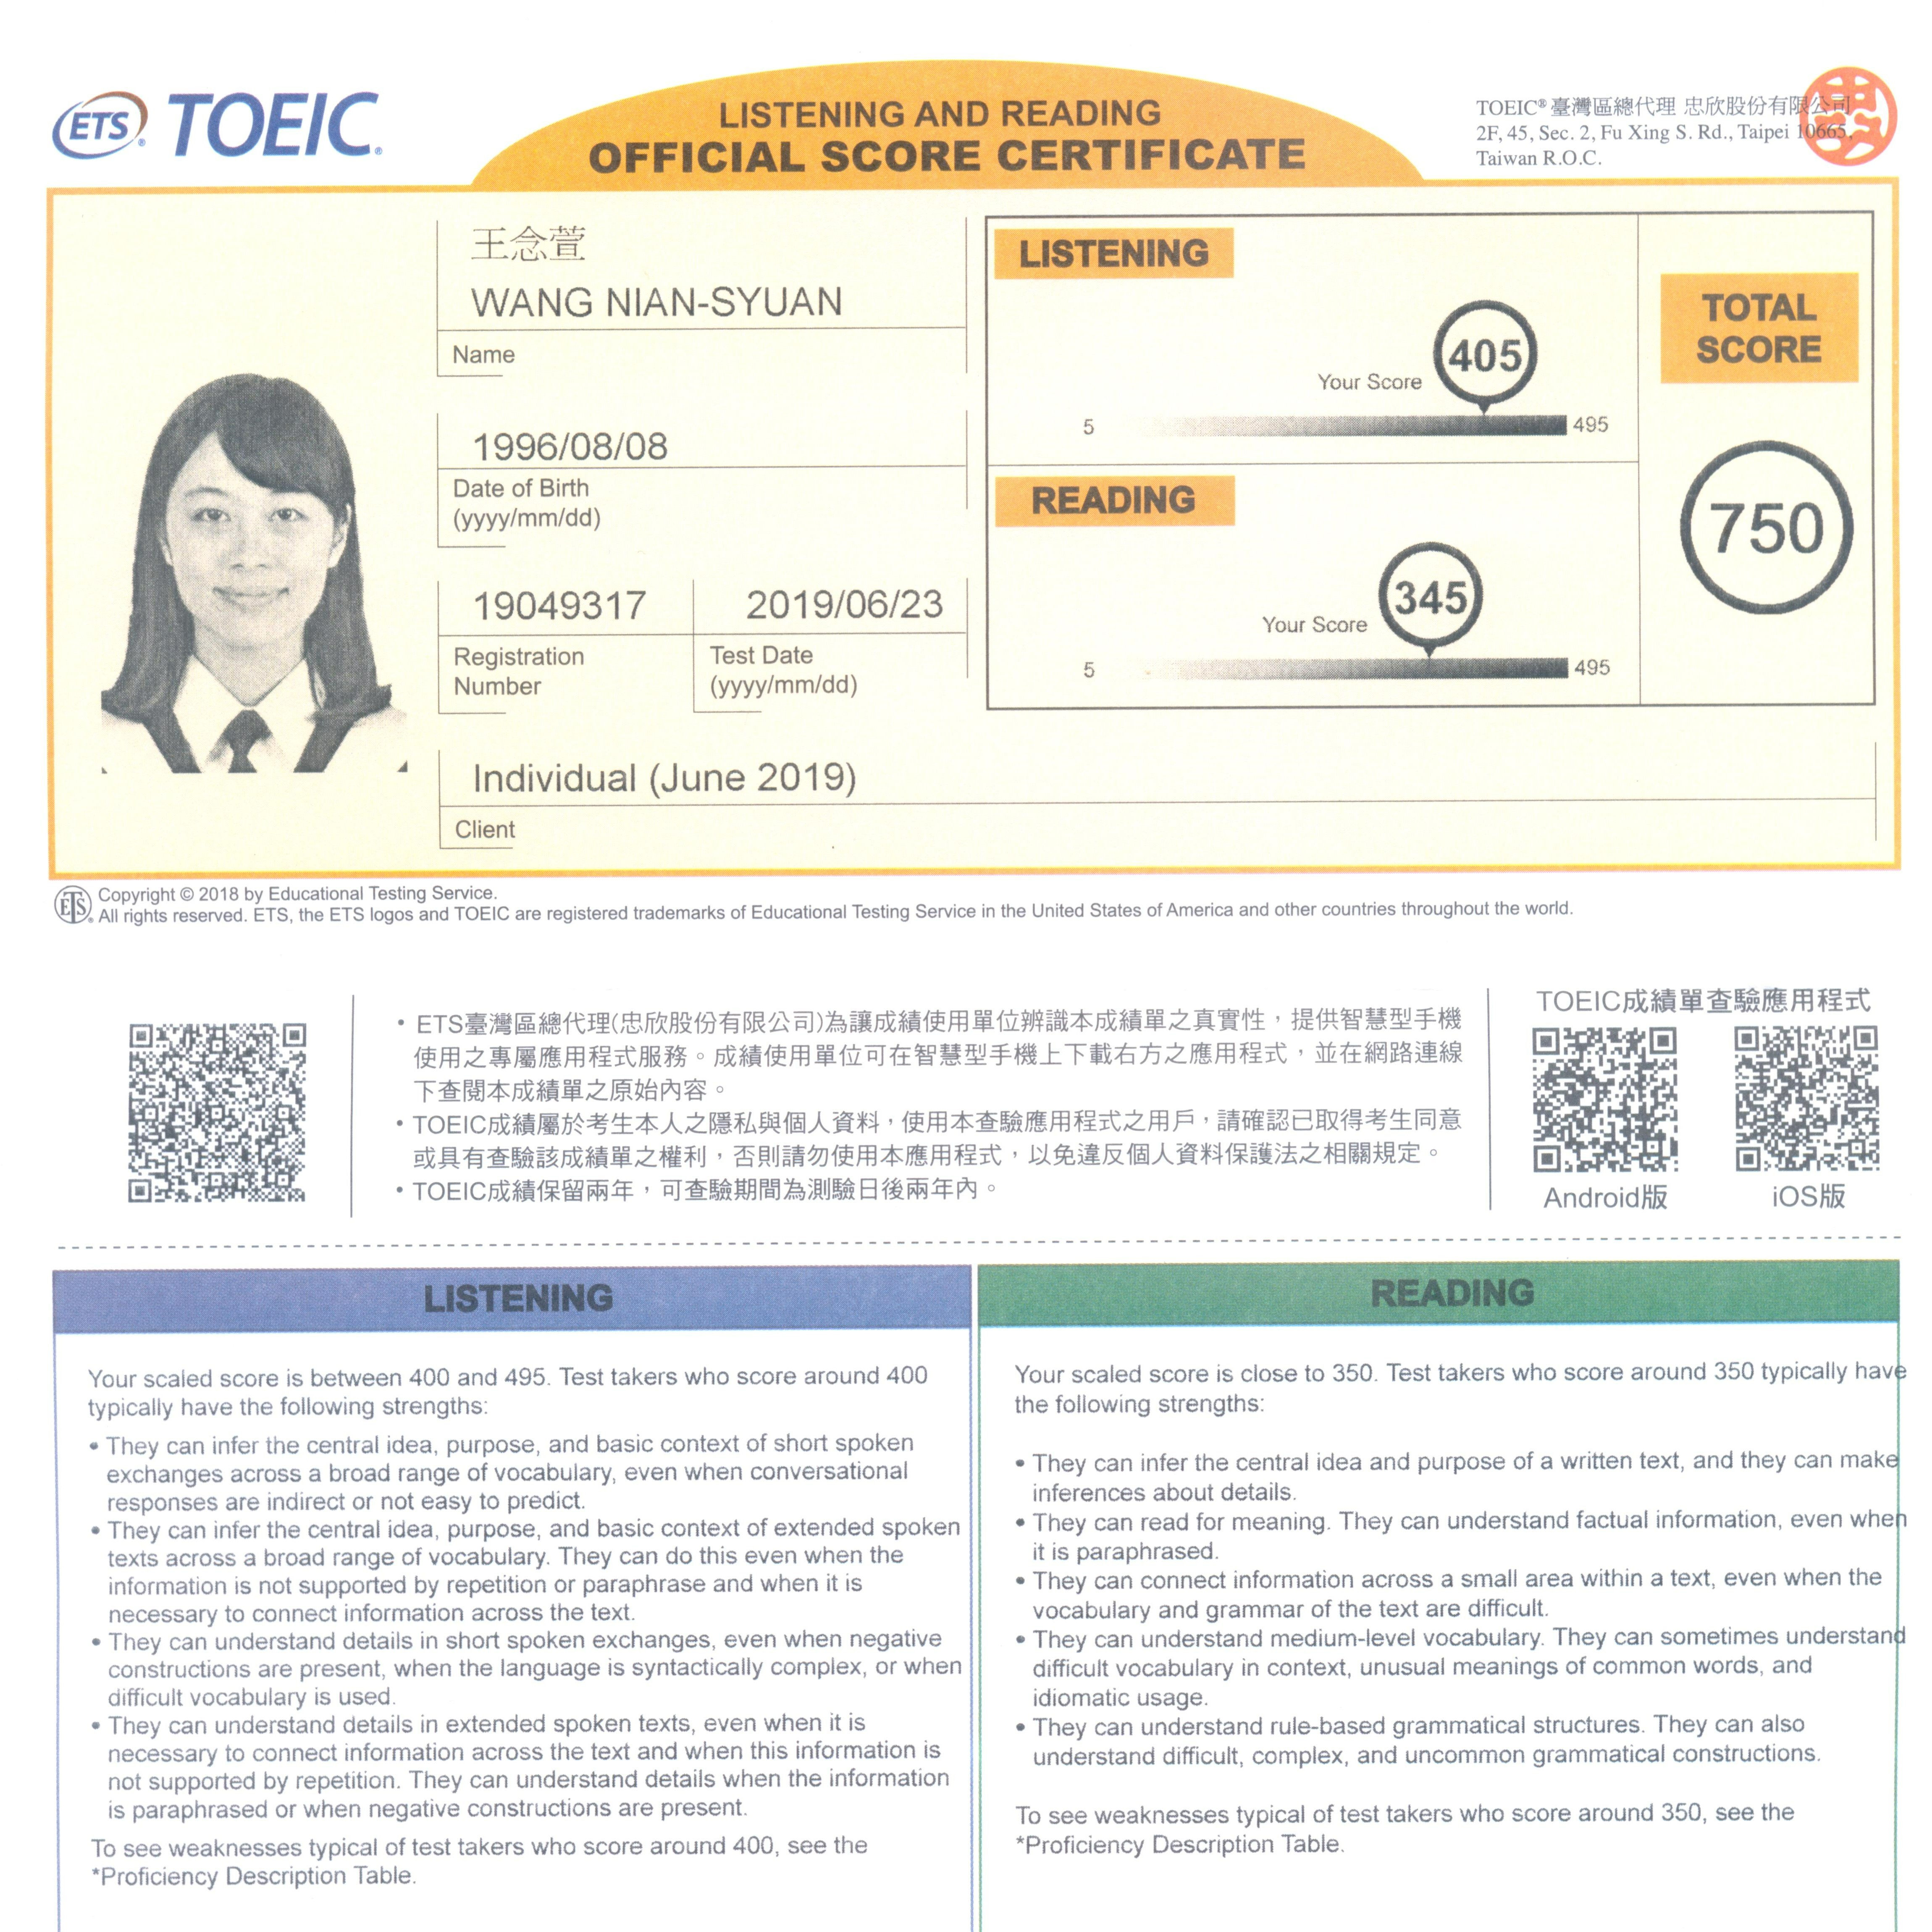 ETS® TOEIC®
LISTENING AND READING
OFFICIAL SCORE CERTIFICATE
TOEIC® 臺灣區總代理 忠欣股份有限公司
2F, 45, Sec. 2, Fu Xing S. Rd., Taipei 10665,
Taiwan R.O.C.
王念萱
WANG NIAN-SYUAN
Name
1996/08/08
Date of Birth
(yyyy/mm/dd)
19049317
Registration
Number
2019/06/23
Test Date
(yyyy/mm/dd)
Individual (June 2019)
Client
LISTENING
Your Score
405
5
495
READING
Your Score
345
5
495
TOTAL
SCORE
750
ETS® Copyright © 2018 by Educational Testing Service.
All rights reserved. ETS, the ETS logos and TOEIC are registered trademarks of Educational Testing Service in the United States of America and other countries throughout the world.
• ETS臺灣區總代理(忠欣股份有限公司)為讓成績使用單位辨識本成績單之真實性，提供智慧型手機
使用之專屬應用程式服務。成績使用單位可在智慧型手機上下載右方之應用程式，並在網路連線
下查閱本成績單之原始內容。
• TOEIC成績屬於考生本人之隱私與個人資料，使用本查驗應用程式之用戶，請確認已取得考生同意
或具有查驗該成績單之權利，否則請勿使用本應用程式，以免違反個人資料保護法之相關規定。
• TOEIC成績保留兩年，可查驗期間為測驗日後兩年內。
TOEIC成績單查驗應用程式
Android版
iOS版
LISTENING
Your scaled score is between 400 and 495. Test takers who score around 400
typically have the following strengths:
• They can infer the central idea, purpose, and basic context of short spoken
exchanges across a broad range of vocabulary, even when conversational
responses are indirect or not easy to predict.
• They can infer the central idea, purpose, and basic context of extended spoken
texts across a broad range of vocabulary. They can do this even when the
information is not supported by repetition or paraphrase and when it is
necessary to connect information across the text.
• They can understand details in short spoken exchanges, even when negative
constructions are present, when the language is syntactically complex, or when
difficult vocabulary is used.
• They can understand details in extended spoken texts, even when it is
necessary to connect information across the text and when this information is
not supported by repetition. They can understand details when the information
is paraphrased or when negative constructions are present.
To see weaknesses typical of test takers who score around 400, see the
*Proficiency Description Table.
READING
Your scaled score is close to 350. Test takers who score around 350 typically have
the following strengths:
• They can infer the central idea and purpose of a written text, and they can make
inferences about details.
• They can read for meaning. They can understand factual information, even when
it is paraphrased.
• They can connect information across a small area within a text, even when the
vocabulary and grammar of the text are difficult.
• They can understand medium-level vocabulary. They can sometimes understand
difficult vocabulary in context, unusual meanings of common words, and
idiomatic usage.
• They can understand rule-based grammatical structures. They can also
understand difficult, complex, and uncommon grammatical constructions.
To see weaknesses typical of test takers who score around 350, see the
*Proficiency Description Table.